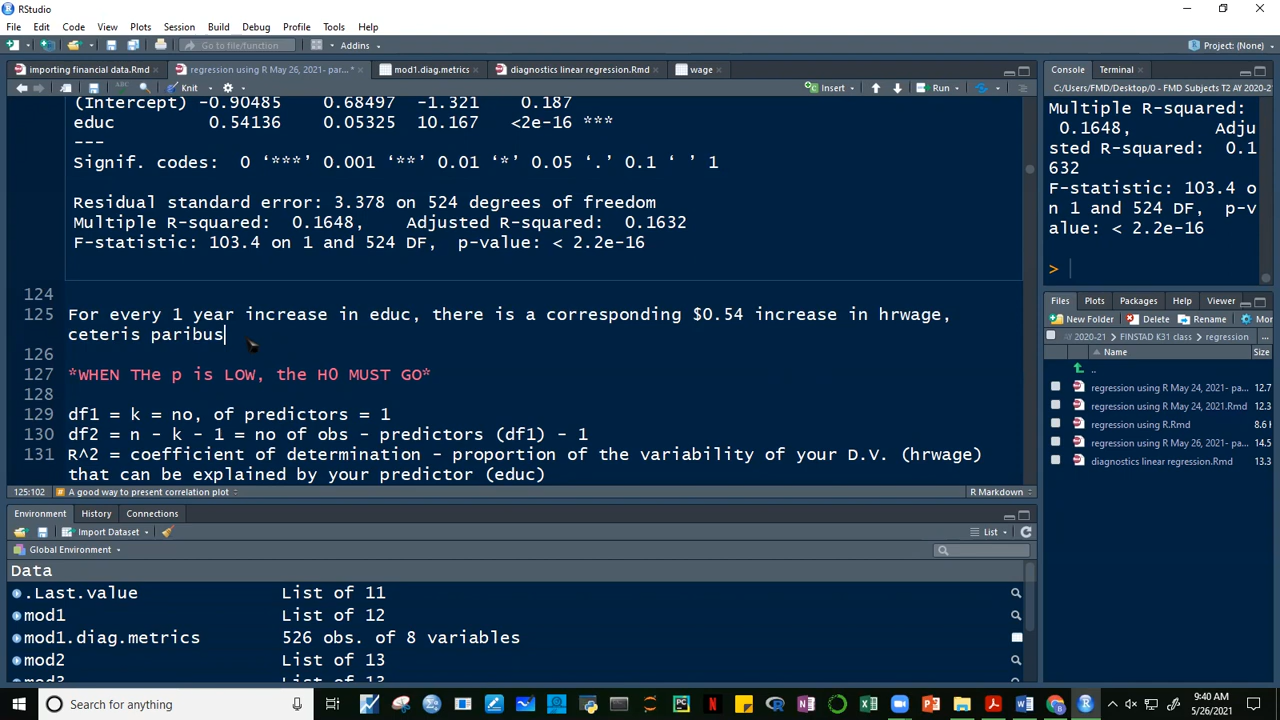 RStudio
File Edit Code View Plots Session Build Debug Profile Tools Help
Go to file/function Addins Project: (None)
importing financial data.Rmd regression using R May 26, 2021- par...* mod1.diag.metrics diagnostics linear regression.Rmd wage
Knit Insert Run
(Intercept) -0.90485 0.68497 -1.321 0.187
educ 0.54136 0.05325 10.167 <2e-16 ***
---
Signif. codes: 0 ‘***’ 0.001 ‘**’ 0.01 ‘*’ 0.05 ‘.’ 0.1 ‘ ’ 1
Residual standard error: 3.378 on 524 degrees of freedom
Multiple R-squared: 0.1648, Adjusted R-squared: 0.1632
F-statistic: 103.4 on 1 and 524 DF, p-value: < 2.2e-16
124
125 For every 1 year increase in educ, there is a corresponding $0.54 increase in hrwage,
ceteris paribus
126
127 *WHEN THe p is LOW, the H0 MUST GO*
128
129 df1 = k = no, of predictors = 1
130 df2 = n - k - 1 = no of obs - predictors (df1) - 1
131 R^2 = coefficient of determination - proportion of the variability of your D.V. (hrwage)
that can be explained by your predictor (educ)
125:102 A good way to present correlation plot R Markdown
Environment History Connections
Import Dataset List
Global Environment
Data
.Last.value List of 11
mod1 List of 12
mod1.diag.metrics 526 obs. of 8 variables
mod2 List of 13
Console Terminal
C:/Users/FMD/Desktop/0 - FMD Subjects T2 AY 2020-2
Multiple R-squared:
0.1648, Adju
sted R-squared: 0.1
632
F-statistic: 103.4 o
n 1 and 524 DF, p-v
alue: < 2.2e-16
>
Files Plots Packages Help Viewer
2020-21 FINSTAD K31 class regression ...
Name Size
..
regression using R May 24, 2021- pa... 12.7
regression using R May 24, 2021.Rmd 12.3
regression using R.Rmd 8.6
regression using R May 26, 2021- pa... 14.5
diagnostics linear regression.Rmd 13.3
Search for anything
9:40 AM
5/26/2021